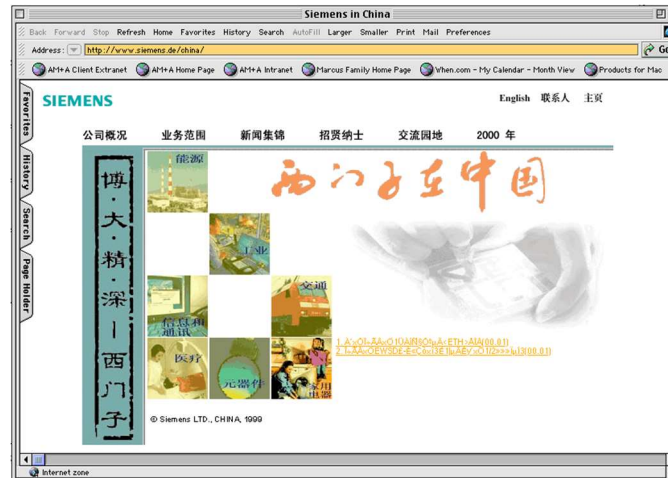 Siemens in China
Back Forward Stop Refresh Home Favorites History Search AutoFill Larger Smaller Print Mail Preferences
Address: http://www.siemens.de/china/ Go
AM+A Client Extranet AM+A Home Page AM+A Intranet Marcus Family Home Page When.com - My Calendar - Month View Products for Mac
Favorites
History
Search
Page Holder
SIEMENS
English 联系人 主页
公司概况 业务范围 新闻集锦 招贤纳士 交流园地 2000 年
博·大·精·深｜西门子
西门子在中国
能源
工业
信息和通讯
交通
医疗
元器件
家用电器
© Siemens LTD., CHINA, 1999
Internet zone